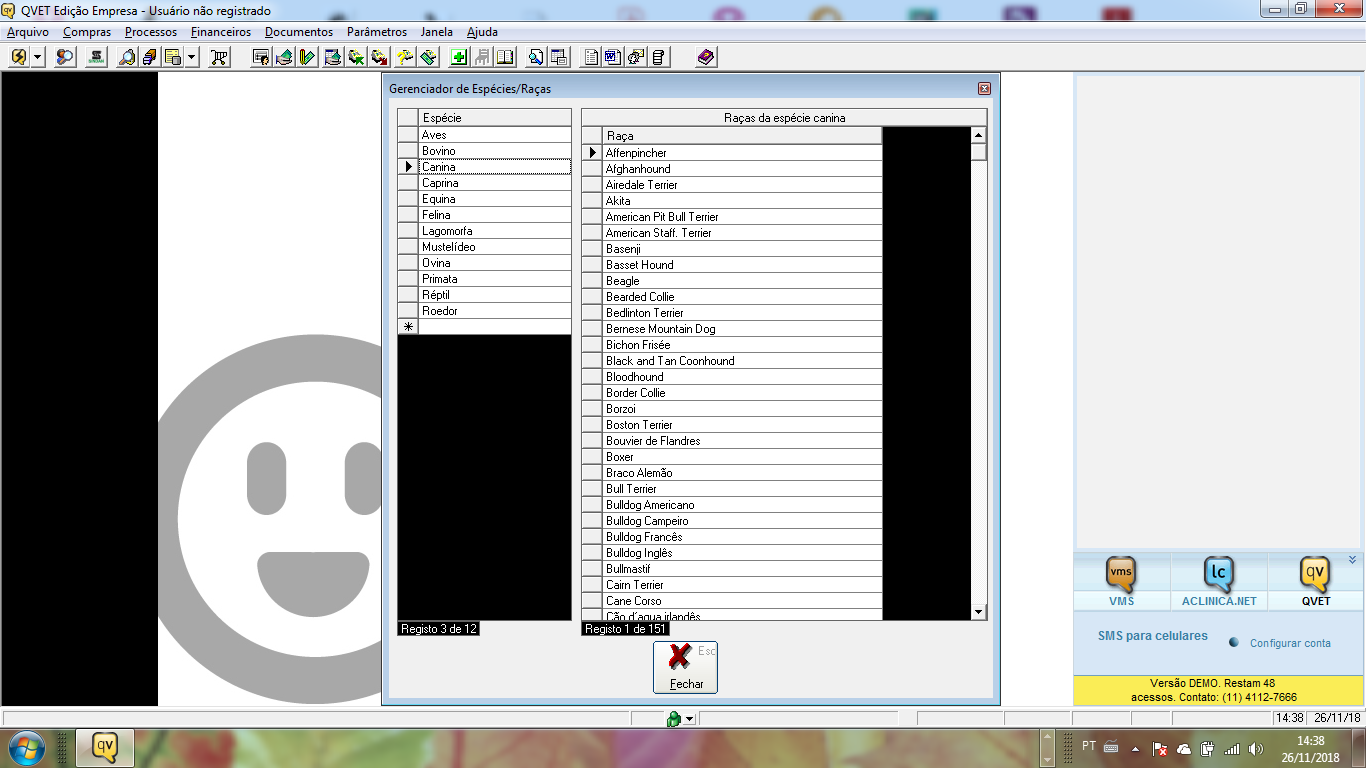 QVET Edição Empresa - Usuário não registrado
Arquivo Compras Processos Financeiros Documentos Parâmetros Janela Ajuda
Gerenciador de Espécies/Raças
Espécie
Aves
Bovino
Canina
Caprina
Equina
Felina
Lagomorfa
Mustelídeo
Ovina
Primata
Réptil
Roedor
Registo 3 de 12
Raças da espécie canina
Raça
Affenpincher
Afghanhound
Airedale Terrier
Akita
American Pit Bull Terrier
American Staff. Terrier
Basenji
Basset Hound
Beagle
Bearded Collie
Bedlinton Terrier
Bernese Mountain Dog
Bichon Frisée
Black and Tan Coonhound
Bloodhound
Border Collie
Borzoi
Boston Terrier
Bouvier de Flandres
Boxer
Braco Alemão
Bull Terrier
Bulldog Americano
Bulldog Campeiro
Bulldog Francês
Bulldog Inglês
Bullmastif
Cairn Terrier
Cane Corso
Cão d'agua irlandês
Registo 1 de 151
Esc
Fechar
vms lc qv
VMS ACLINICA.NET QVET
SMS para celulares Configurar conta
Versão DEMO. Restam 48
acessos. Contato: (11) 4112-7666
14:38 26/11/18
qv
PT
14:38
26/11/2018